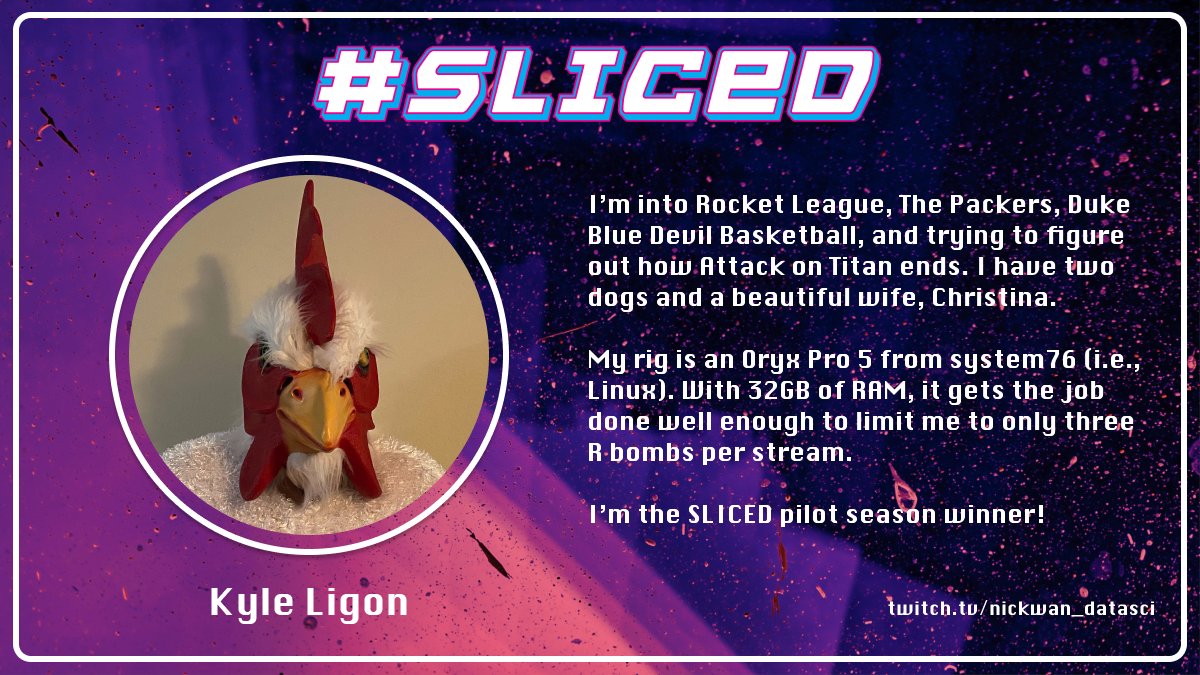 #SLICED
I'm into Rocket League, The Packers, Duke
Blue Devil Basketball, and trying to figure
out how Attack on Titan ends. I have two
dogs and a beautiful wife, Christina.
My rig is an Oryx Pro 5 from system76 (i.e.,
Linux). With 32GB of RAM, it gets the job
done well enough to limit me to only three
R bombs per stream.
I'm the SLICED pilot season winner!
Kyle Ligon
twitch.tv/nickwan_datasci